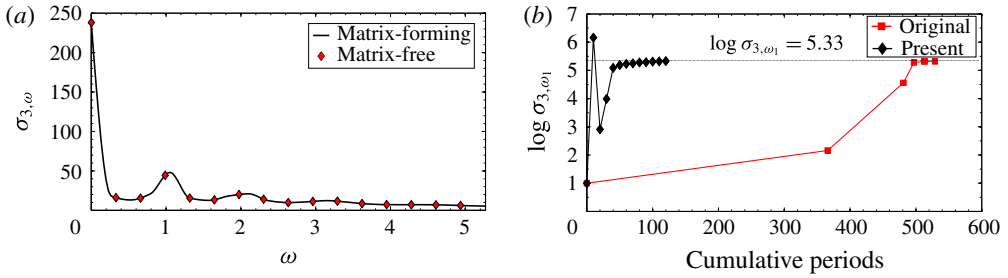 (a)
250
200
150
100
50
0
1
2
3
4
5
σ3,ω
ω
Matrix-forming
Matrix-free
(b)
7
6
5
4
3
2
1
0
100
200
300
400
500
600
log σ3,ω1
Cumulative periods
log σ3,ω1 = 5.33
Original
Present